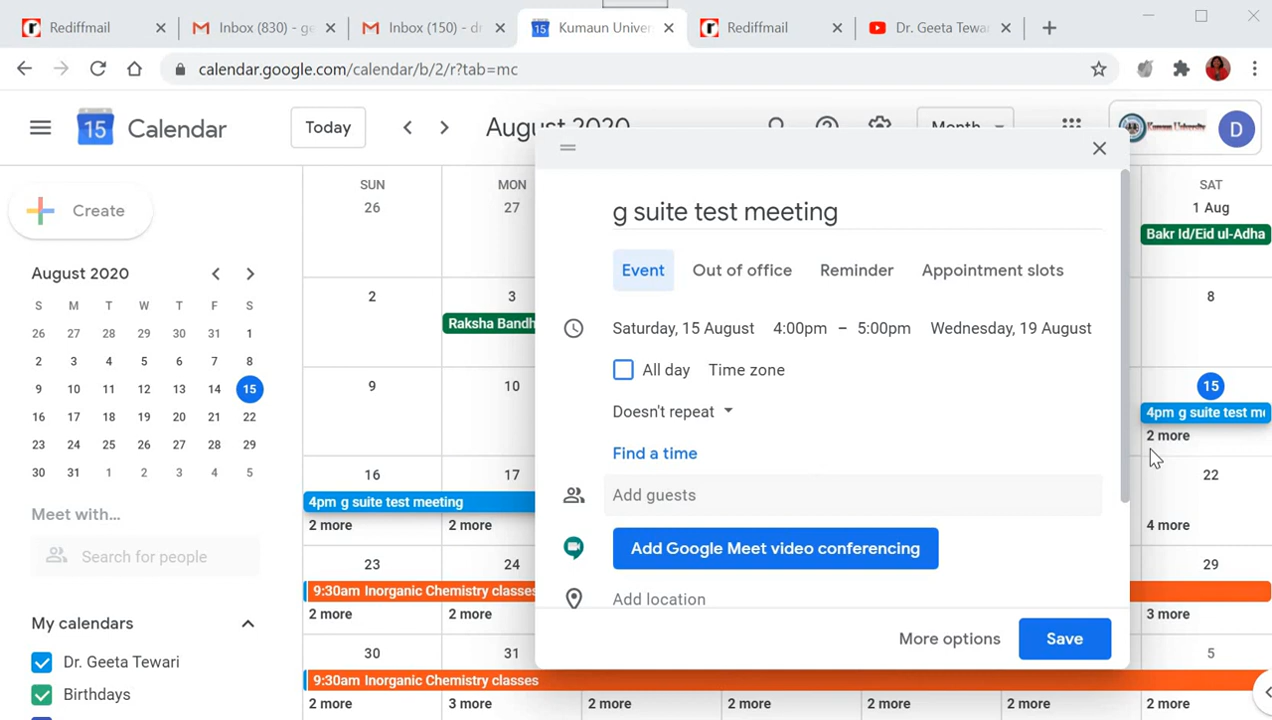 Rediffmail
Inbox (830) - ge
Inbox (150) - dr
Kumaun Univer
Rediffmail
Dr. Geeta Tewar
calendar.google.com/calendar/b/2/r?tab=mc
15 Calendar
Today
August 2020
Month
Kumaun University
D
Create
August 2020
S M T W T F S
26 27 28 29 30 31 1
2 3 4 5 6 7 8
9 10 11 12 13 14 15
16 17 18 19 20 21 22
23 24 25 26 27 28 29
30 31 1 2 3 4 5
Meet with...
Search for people
My calendars
Dr. Geeta Tewari
Birthdays
SUN
26
MON
27
SAT
1 Aug
Bakr Id/Eid ul-Adha
2
3
Raksha Bandh
8
9
10
15
4pm g suite test me
2 more
16
17
22
4pm g suite test meeting
2 more
2 more
4 more
23
24
29
9:30am Inorganic Chemistry classes
2 more
2 more
3 more
30
31
5
9:30am Inorganic Chemistry classes
2 more
3 more
2 more
2 more
2 more
2 more
2 more
g suite test meeting
Event
Out of office
Reminder
Appointment slots
Saturday, 15 August 4:00pm – 5:00pm Wednesday, 19 August
All day
Time zone
Doesn't repeat
Find a time
Add guests
Add Google Meet video conferencing
Add location
More options
Save